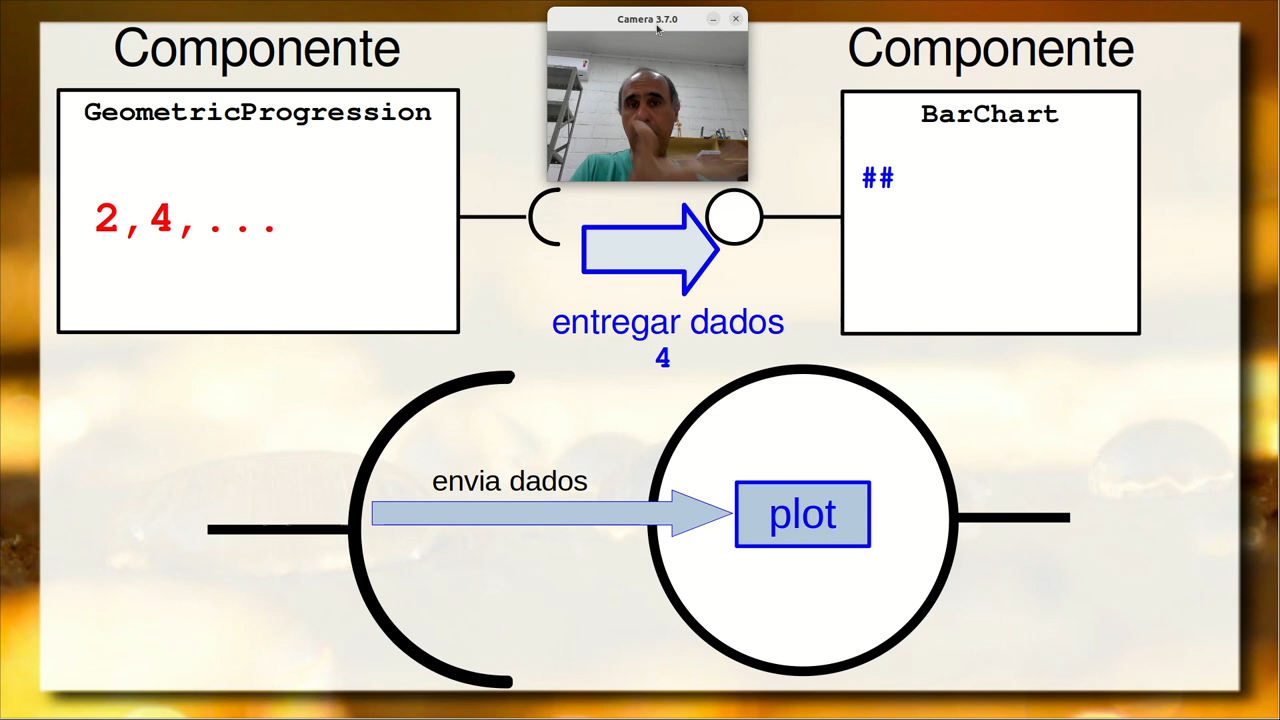 Camera 3.7.0
Componente
Componente
GeometricProgression
BarChart
##
2,4,...
entregar dados
4
envia dados
plot